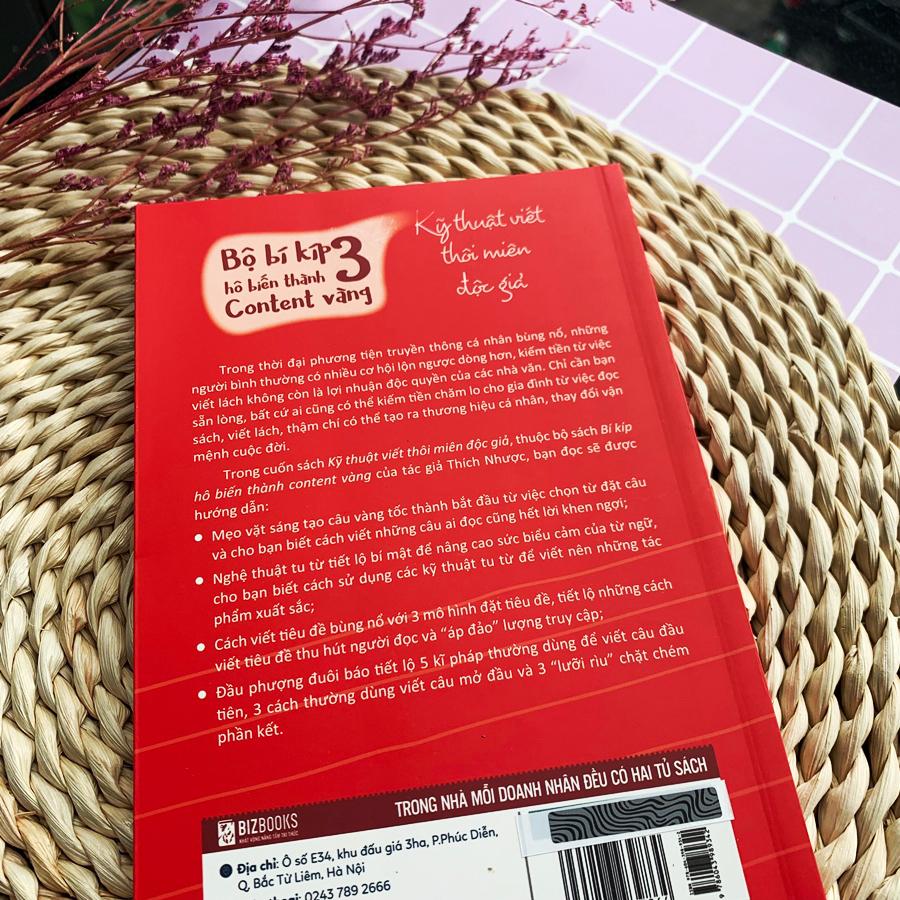 Bộ bí kíp 3
hô biến thành
Content vàng
Kỹ thuật viết
thôi miên
độc giả
Trong thời đại phương tiện truyền thông cá nhân bùng nổ, những
người bình thường có nhiều cơ hội lộn ngược dòng hơn, kiếm tiền từ việc
viết lách không còn là lợi nhuận độc quyền của các nhà văn. Chỉ cần bạn
sẵn lòng, bất cứ ai cũng có thể kiếm tiền chăm lo cho gia đình từ việc đọc
sách, viết lách, thậm chí có thể tạo ra thương hiệu cá nhân, thay đổi vận
mệnh cuộc đời.
Trong cuốn sách Kỹ thuật viết thôi miên độc giả, thuộc bộ sách Bí kíp
hô biến thành content vàng của tác giả Thích Nhược, bạn đọc sẽ được
hướng dẫn:
● Mẹo vặt sáng tạo câu vàng tốc thành bắt đầu từ việc chọn từ đặt câu
và cho bạn biết cách viết những câu ai đọc cũng hết lời khen ngợi;
● Nghệ thuật tu từ tiết lộ bí mật để nâng cao sức biểu cảm của từ ngữ,
cho bạn biết cách sử dụng các kỹ thuật tu từ để viết nên những tác
phẩm xuất sắc;
● Cách viết tiêu đề bùng nổ với 3 mô hình đặt tiêu đề, tiết lộ những cách
viết tiêu đề thu hút người đọc và “áp đảo” lượng truy cập;
● Đầu phượng đuôi báo tiết lộ 5 kĩ pháp thường dùng để viết câu đầu
tiên, 3 cách thường dùng viết câu mở đầu và 3 “lưỡi rìu” chặt chém
phần kết.
BIZBOOKS
TRONG NHÀ MỖI DOANH NHÂN ĐỀU CÓ HAI TỦ SÁCH
● Địa chỉ: Ô số E34, khu đấu giá 3ha, P.Phúc Diễn,
Q, Bắc Từ Liêm, Hà Nội
0243 789 2666